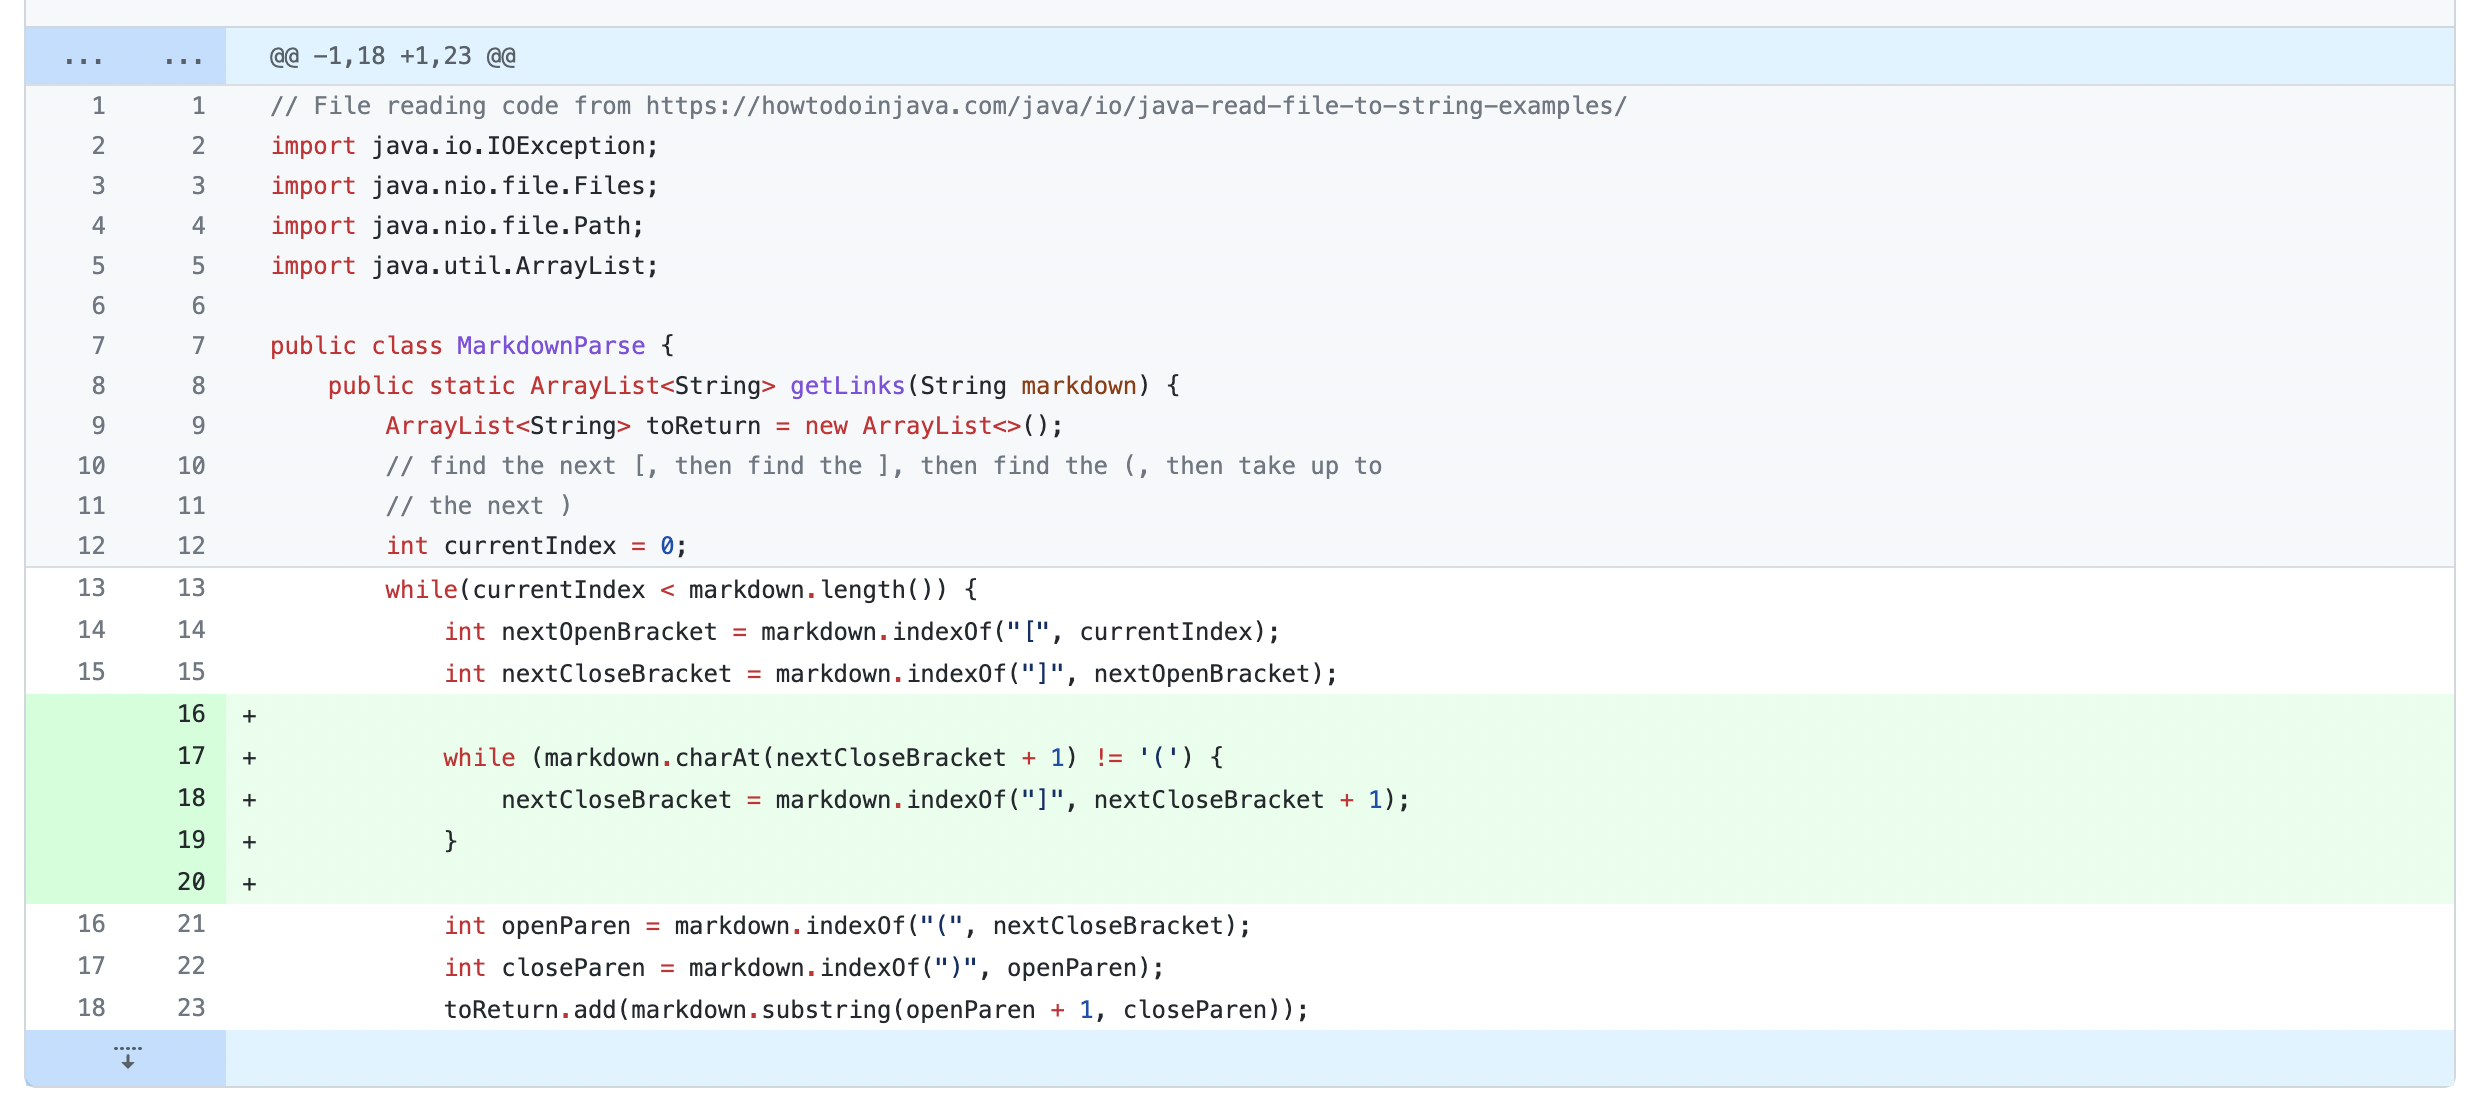 ... ... @@ -1,18 +1,23 @@
1 1 // File reading code from https://howtodoinjava.com/java/io/java-read-file-to-string-examples/
2 2 import java.io.IOException;
3 3 import java.nio.file.Files;
4 4 import java.nio.file.Path;
5 5 import java.util.ArrayList;
6 6
7 7 public class MarkdownParse {
8 8     public static ArrayList<String> getLinks(String markdown) {
9 9         ArrayList<String> toReturn = new ArrayList<>();
10 10         // find the next [, then find the ], then find the (, then take up to
11 11         // the next )
12 12         int currentIndex = 0;
13 13         while(currentIndex < markdown.length()) {
14 14             int nextOpenBracket = markdown.indexOf("[", currentIndex);
15 15             int nextCloseBracket = markdown.indexOf("]", nextOpenBracket);
16 +
17 +             while (markdown.charAt(nextCloseBracket + 1) != '(') {
18 +                 nextCloseBracket = markdown.indexOf("]", nextCloseBracket + 1);
19 +             }
20 +
16 21             int openParen = markdown.indexOf("(", nextCloseBracket);
17 22             int closeParen = markdown.indexOf(")", openParen);
18 23             toReturn.add(markdown.substring(openParen + 1, closeParen));